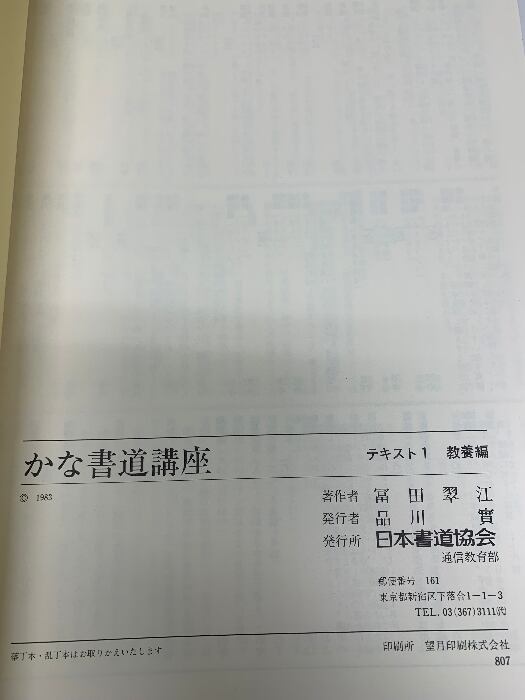 かな書道講座
テキスト1 教養編
© 1983
著作者 冨田翠江
発行者 品川實
発行所 日本書道協会
通信教育部
郵便番号 161
東京都新宿区下落合1-1-3
TEL. 03(367)3111㈹
落丁本・乱丁本はお取りかえいたします
印刷所 望月印刷株式会社
807